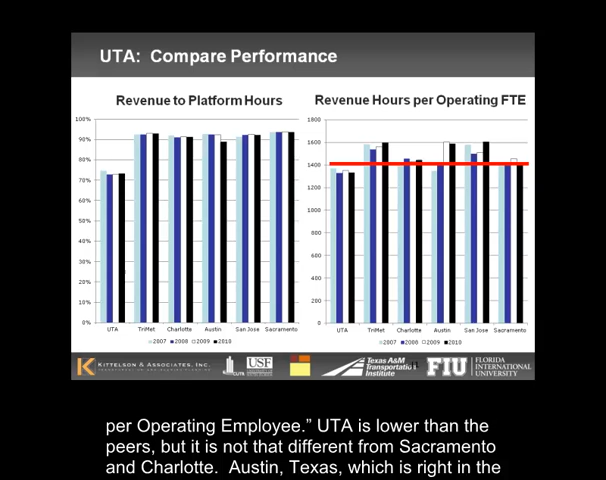 UTA: Compare Performance
Revenue to Platform Hours
100%
90%
80%
70%
60%
50%
40%
30%
20%
10%
0%
UTA TriMet Charlotte Austin San Jose Sacramento
2007 2008 2009 2010
Revenue Hours per Operating FTE
1800
1600
1400
1200
1000
800
600
400
200
0
UTA TriMet Charlotte Austin San Jose Sacramento
2007 2008 2009 2010
KITTELSON & ASSOCIATES, INC.
CUTR
USF
Texas A&M
Transportation
Institute
11
FIU
FLORIDA
INTERNATIONAL
UNIVERSITY
per Operating Employee.” UTA is lower than the
peers, but it is not that different from Sacramento
and Charlotte. Austin, Texas, which is right in the